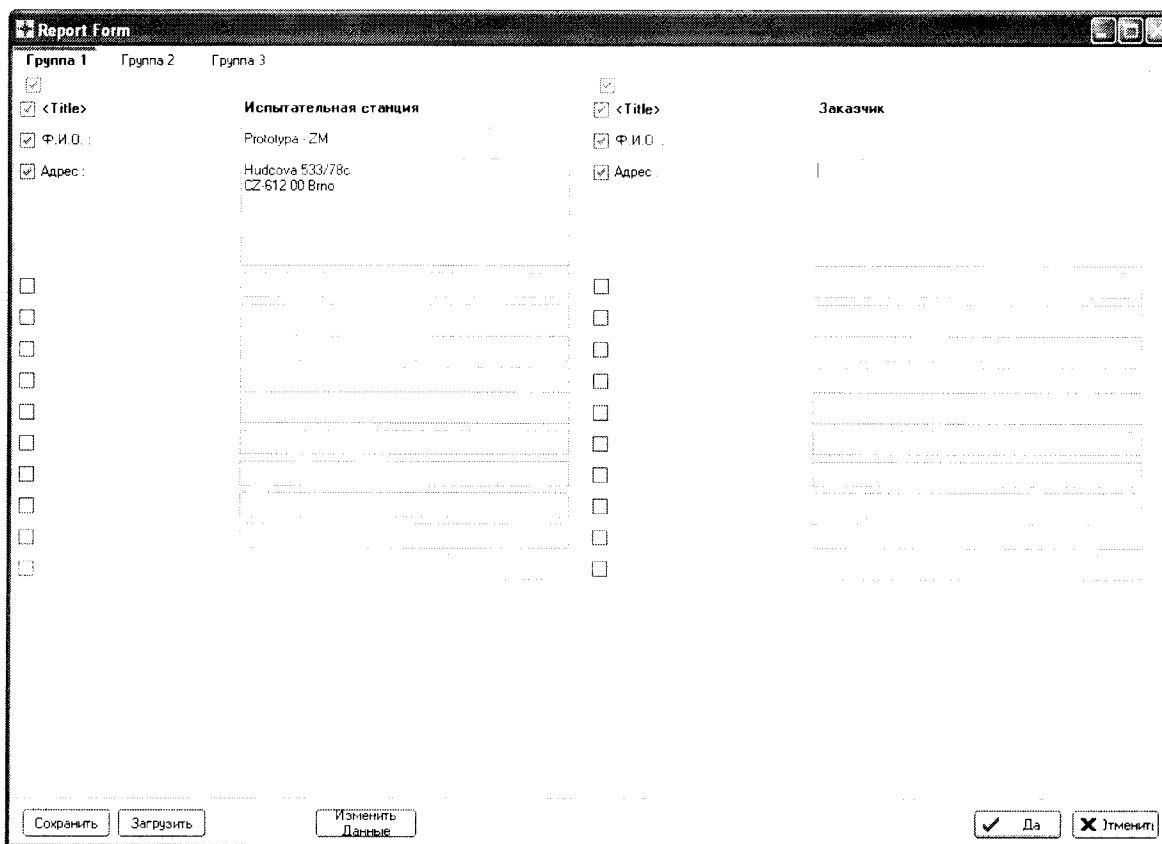 Report Form
Группа 1 Группа 2 Группа 3
<Title> Испытательная станция <Title> Заказчик
Ф.И.О. : Prototypa - ZM Ф.И.О :
Адрес : Hudcova 533/78c Адрес :
CZ-612 00 Brno
Сохранить Загрузить Изменить Данные Да Отменить